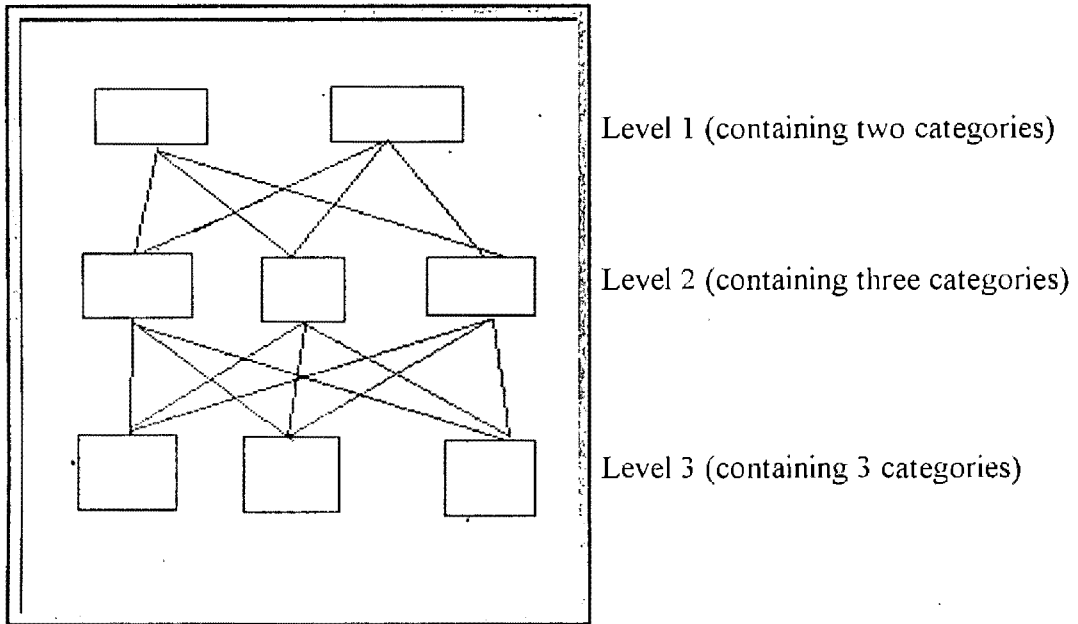 Level 1 (containing two categories)
Level 2 (containing three categories)
Level 3 (containing 3 categories)